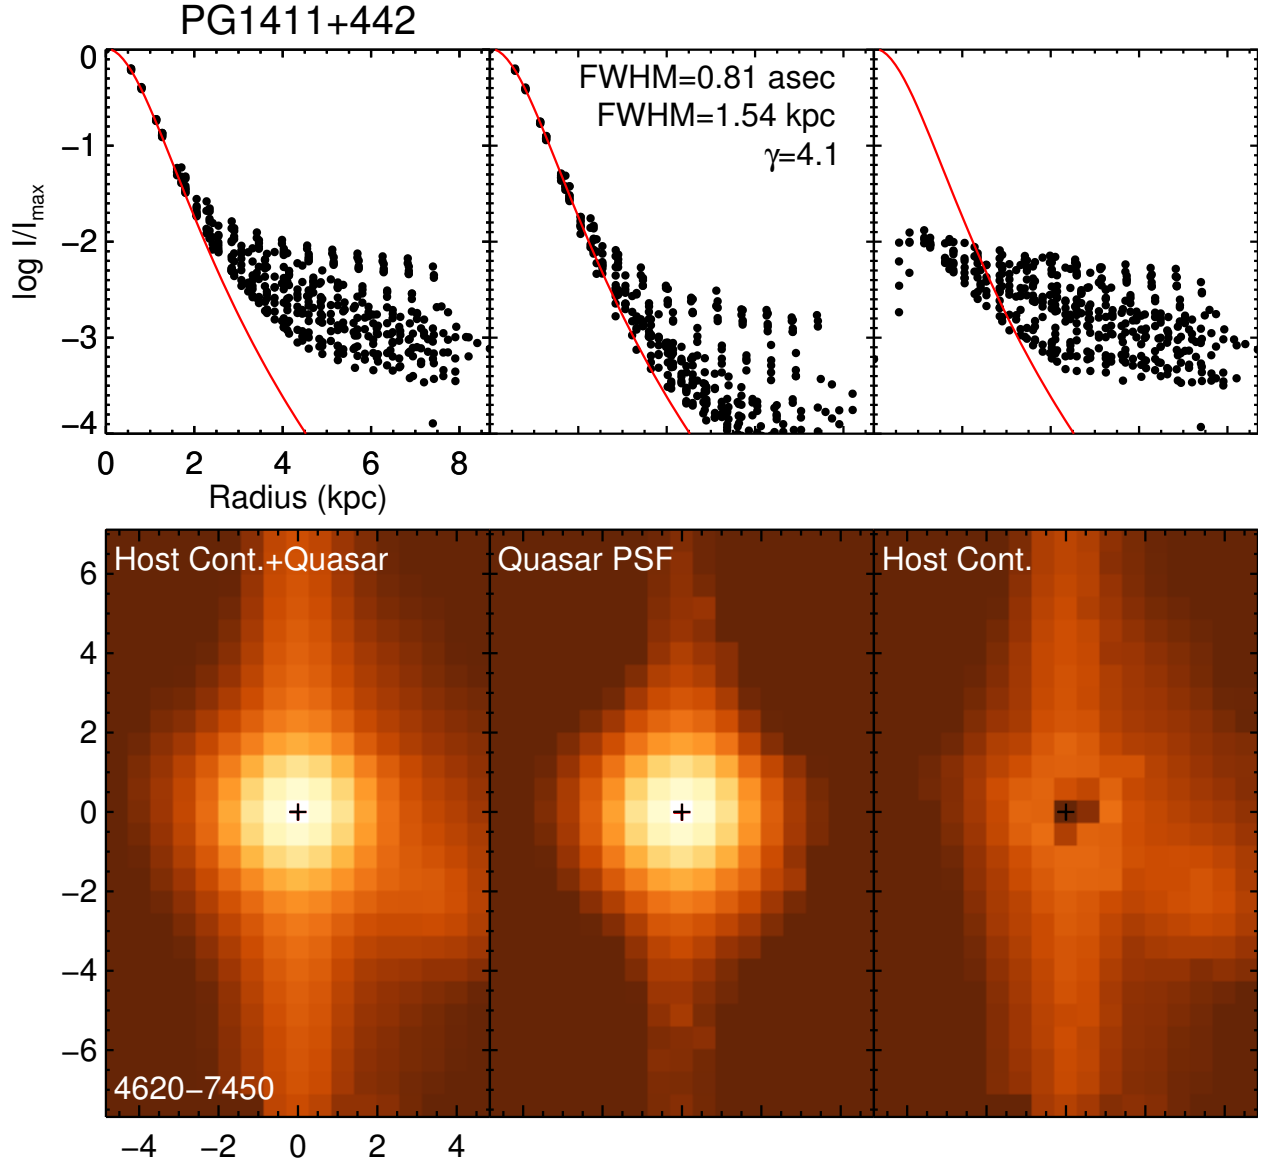 PG1411+442
0
−1
−2
−3
−4
log I/I_max
FWHM=0.81 asec
FWHM=1.54 kpc
γ=4.1
0 2 4 6 8
Radius (kpc)
Host Cont.+Quasar
Quasar PSF
Host Cont.
6
4
2
0
−2
−4
−6
4620−7450
−4 −2 0 2 4